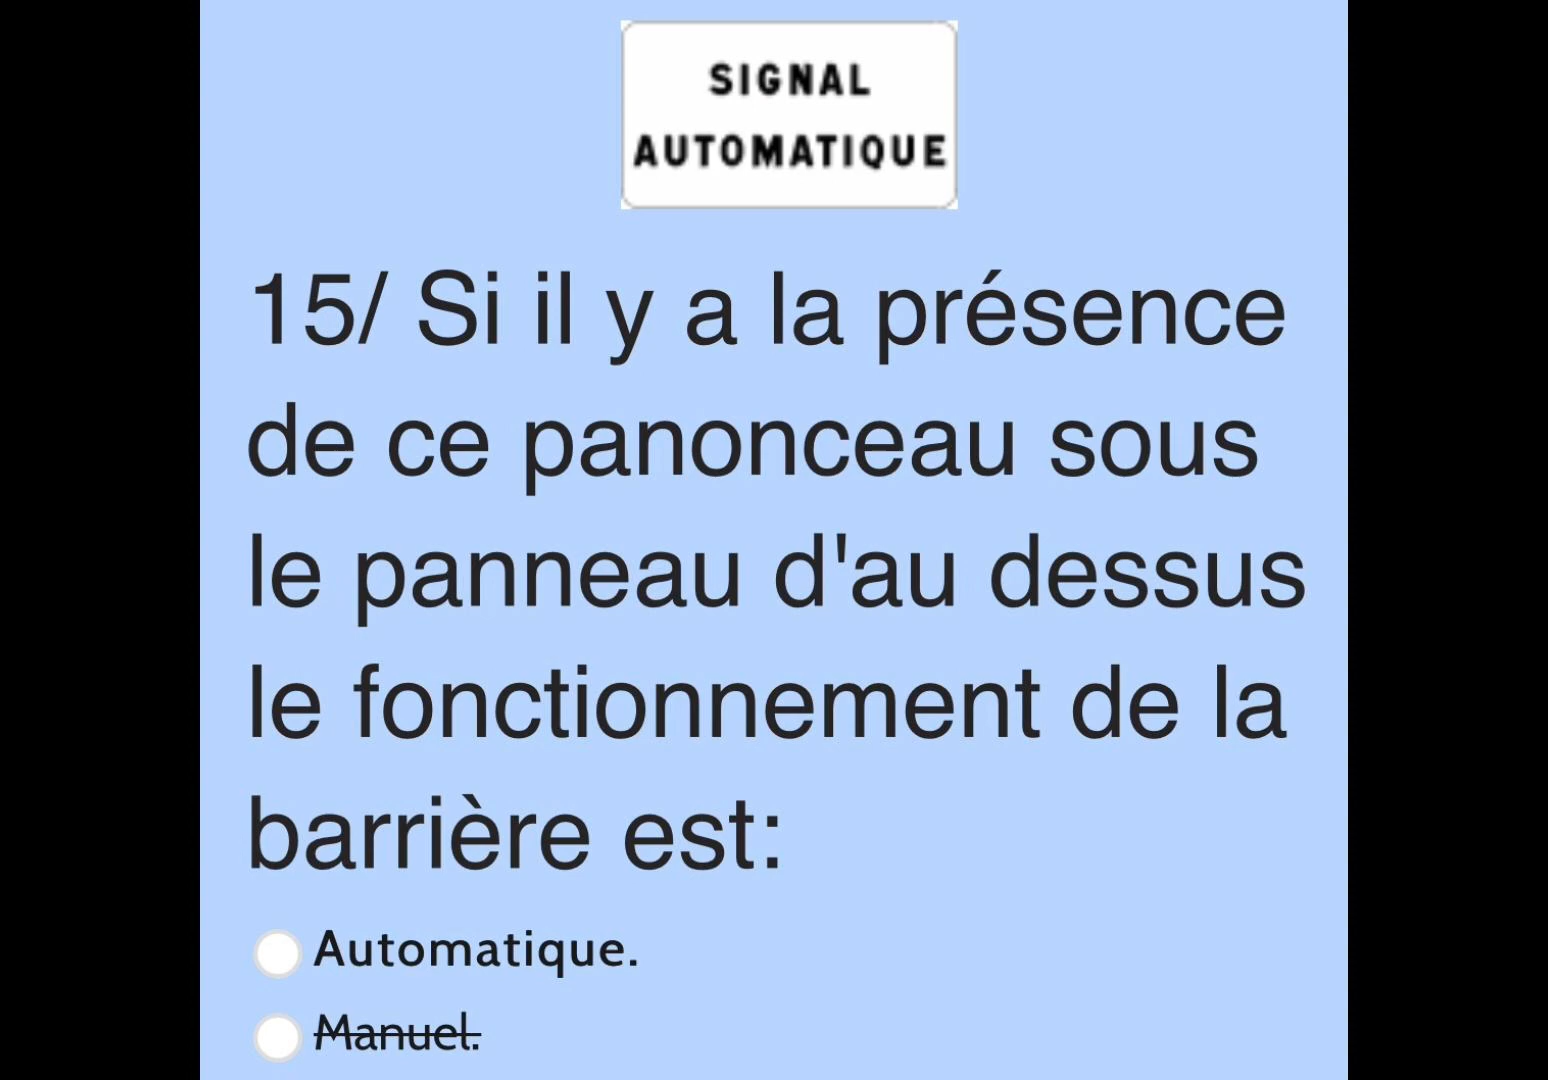 SIGNAL
AUTOMATIQUE
15/ Si il y a la présence
de ce panonceau sous
le panneau d'au dessus
le fonctionnement de la
barrière est:
Automatique.
Manuel.